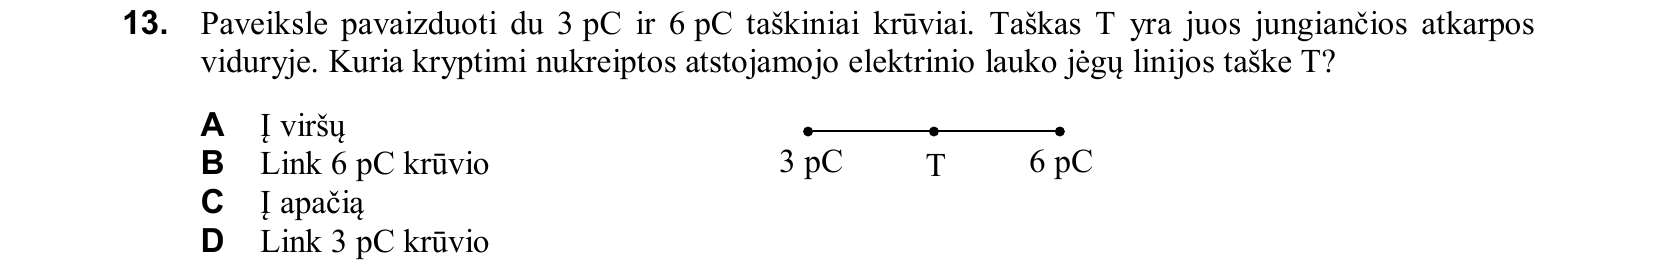 13. Paveiksle pavaizduoti du 3 pC ir 6 pC taškiniai krūviai. Taškas T yra juos jungiančios atkarpos
viduryje. Kuria kryptimi nukreiptos atstojamojo elektrinio lauko jėgų linijos taške T?
A Į viršų
B Link 6 pC krūvio
C Į apačią
D Link 3 pC krūvio
3 pC T 6 pC